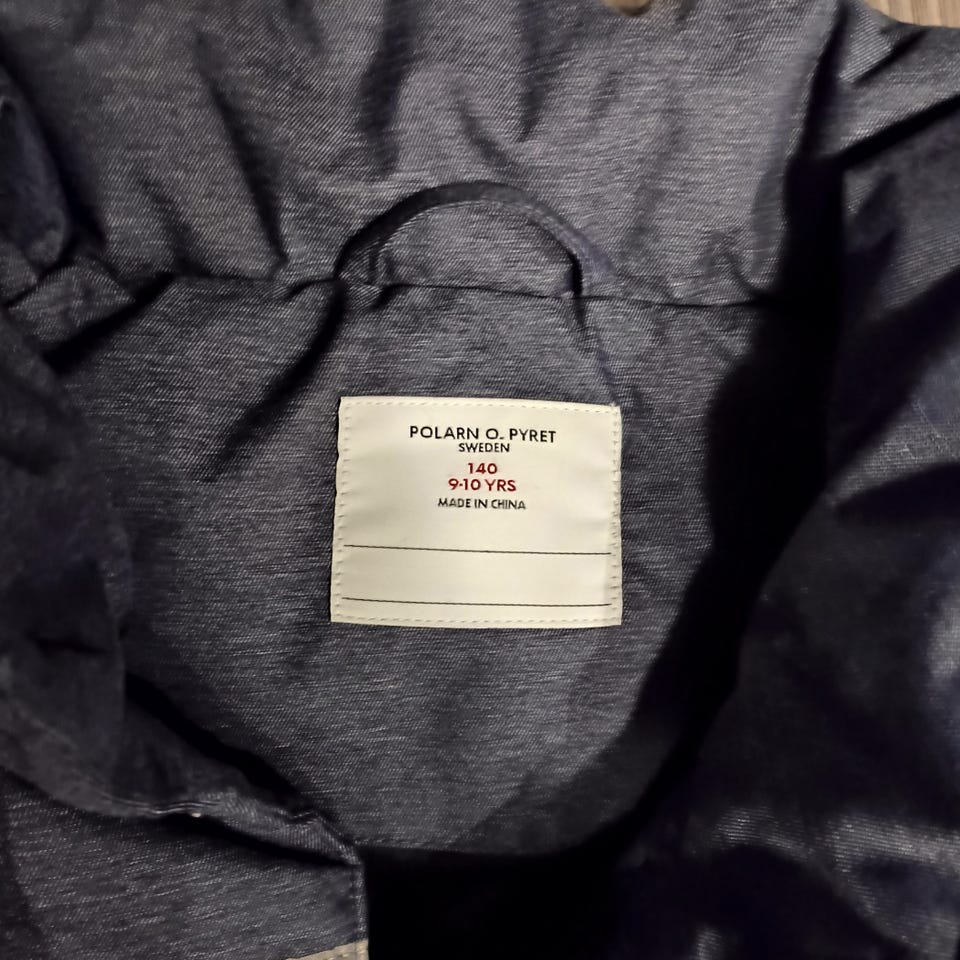 POLARN O. PYRET
SWEDEN
140
9-10 YRS
MADE IN CHINA